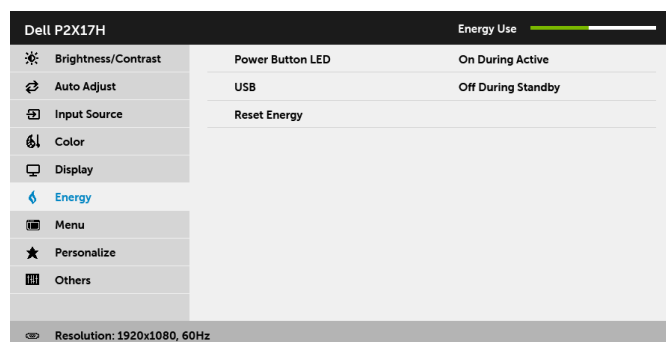 Dell P2X17H Energy Use
Brightness/Contrast Power Button LED On During Active
Auto Adjust USB Off During Standby
Input Source Reset Energy
Color
Display
Energy
Menu
Personalize
Others
Resolution: 1920x1080, 60Hz